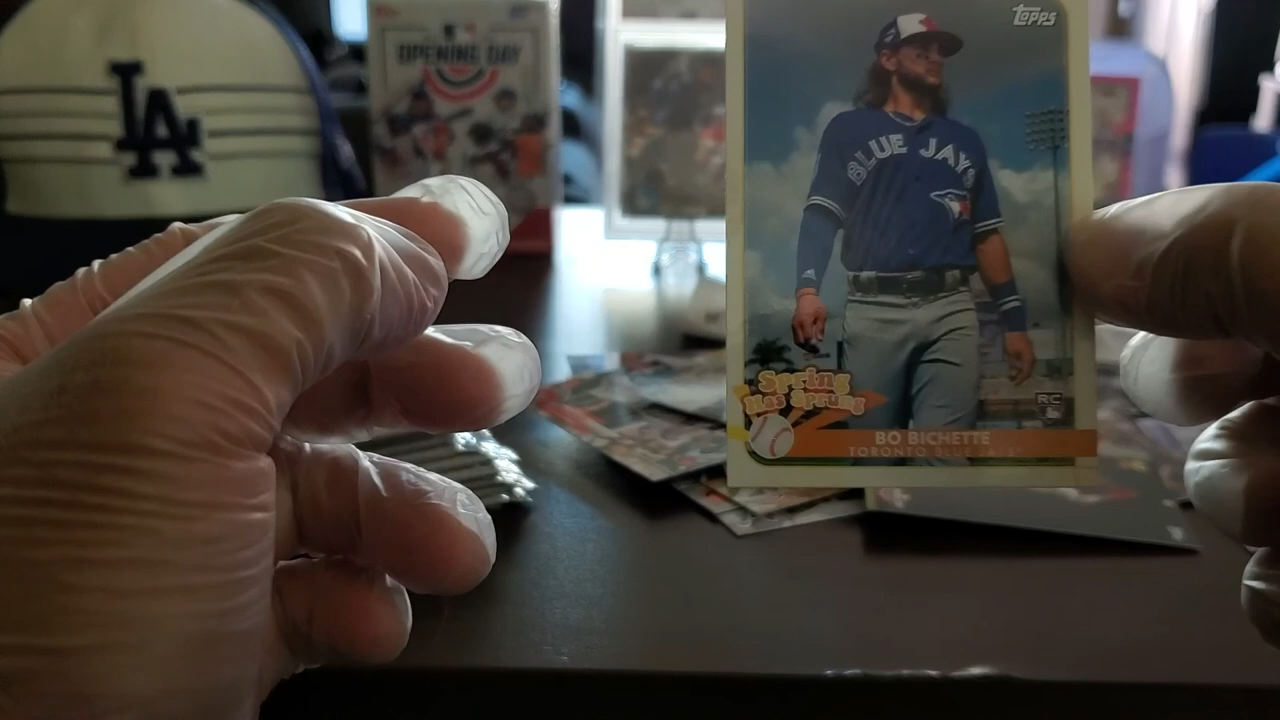 LA
OPENING DAY
Topps
BLUE JAYS
Spring
Has Sprung
RC
BO BICHETTE
TORONTO BLUE JAYS